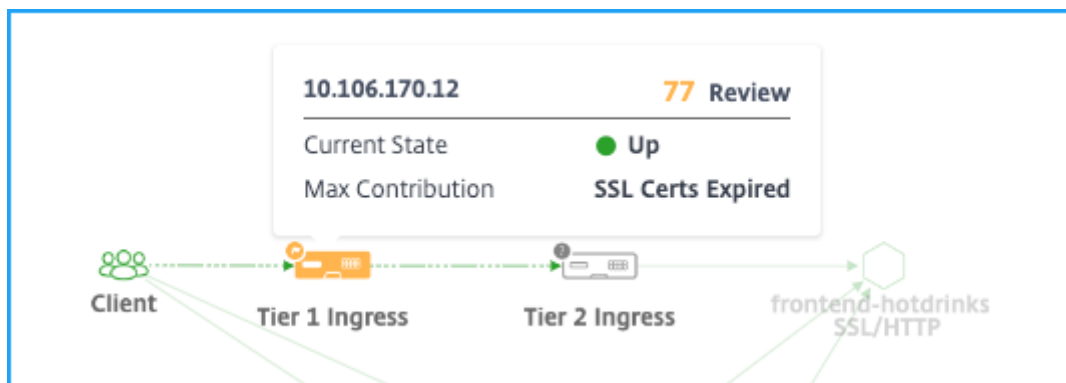 10.106.170.12 77 Review
Current State Up
Max Contribution SSL Certs Expired
Client
Tier 1 Ingress
Tier 2 Ingress
frontend-hotdrinks
SSL/HTTP